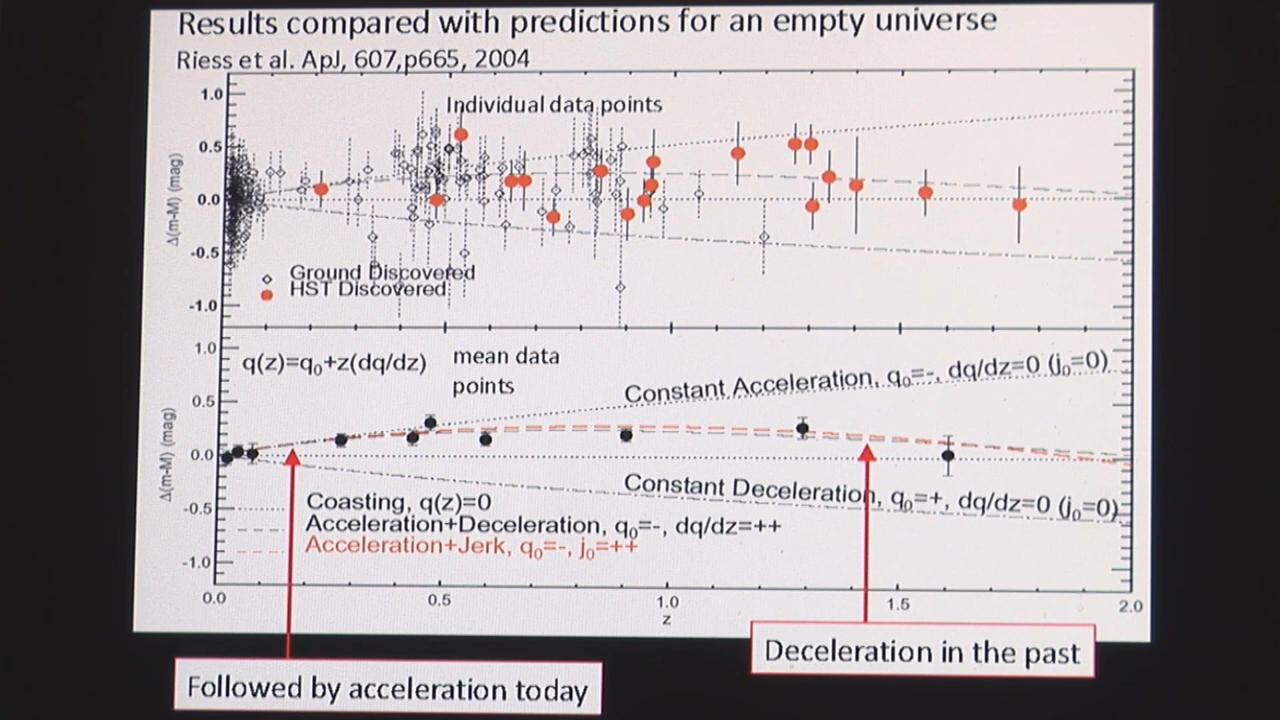 Results compared with predictions for an empty universe
Riess et al. ApJ, 607,p665, 2004
1.0
0.5
0.0
-0.5
-1.0
Δ(m-M) (mag)
Individual data points
Ground Discovered
HST Discovered
1.0
0.5
0.0
-0.5
-1.0
Δ(m-M) (mag)
q(z)=q₀+z(dq/dz)
mean data
points
Constant Acceleration, q₀=-, dq/dz=0 (j₀=0)
Constant Deceleration, q₀=+, dq/dz=0 (j₀=0)
Coasting, q(z)=0
Acceleration+Deceleration, q₀=-, dq/dz=++
Acceleration+Jerk, q₀=-, j₀=++
0.0 0.5 1.0 1.5 2.0
z
Deceleration in the past
Followed by acceleration today